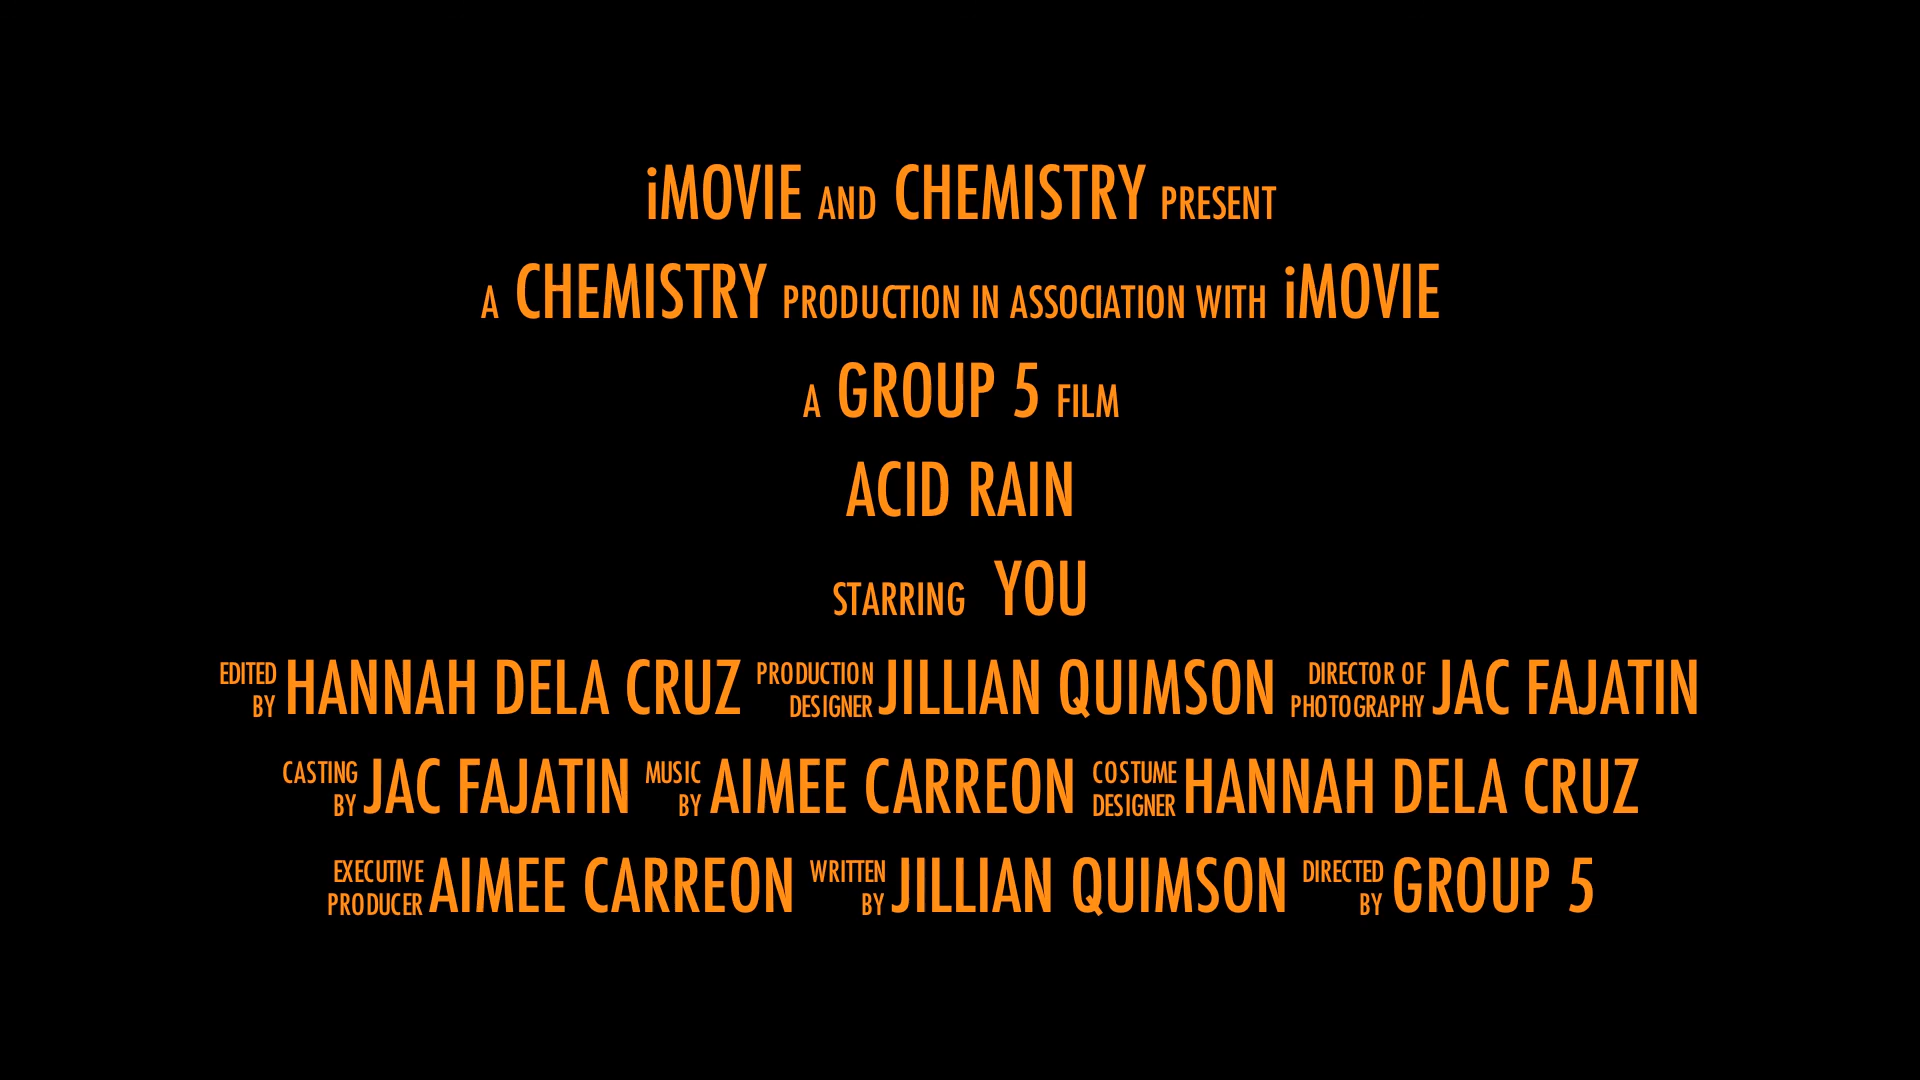 iMOVIE AND CHEMISTRY PRESENT
A CHEMISTRY PRODUCTION IN ASSOCIATION WITH iMOVIE
A GROUP 5 FILM
ACID RAIN
STARRING YOU
EDITED BY HANNAH DELA CRUZ PRODUCTION DESIGNER JILLIAN QUIMSON DIRECTOR OF PHOTOGRAPHY JAC FAJATIN
CASTING BY JAC FAJATIN MUSIC BY AIMEE CARREON COSTUME DESIGNER HANNAH DELA CRUZ
EXECUTIVE PRODUCER AIMEE CARREON WRITTEN BY JILLIAN QUIMSON DIRECTED BY GROUP 5